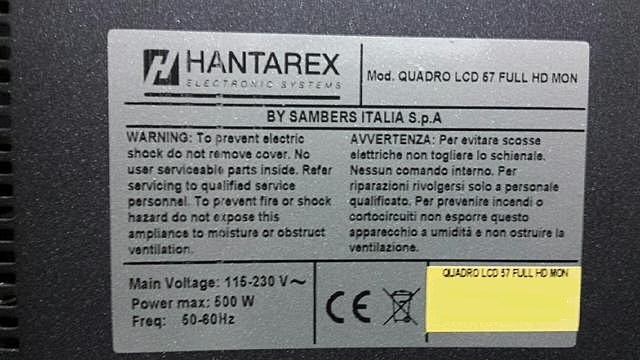 HANTAREX
ELECTRONIC SYSTEMS
Mod. QUADRO LCD 57 FULL HD MON
BY SAMBERS ITALIA S.p.A
WARNING: To prevent electric
shock do not remove cover. No
user serviceable parts inside. Refer
servicing to qualified service
personnel. To prevent fire or shock
hazard do not expose this
ampliance to moisture or obstruct
ventilation.
AVVERTENZA: Per evitare scosse
elettriche non togliere lo schienale.
Nessun comando interno. Per
riparazioni rivolgersi solo a personale
qualificato. Per prevenire incendi o
cortocircuiti non esporre questo
apparecchio a umidità e non ostruire la
ventilazione.
Main Voltage: 115-230 V~
Power max: 500 W
Freq: 50-60Hz
CE
QUADRO LCD 57 FULL HD MON